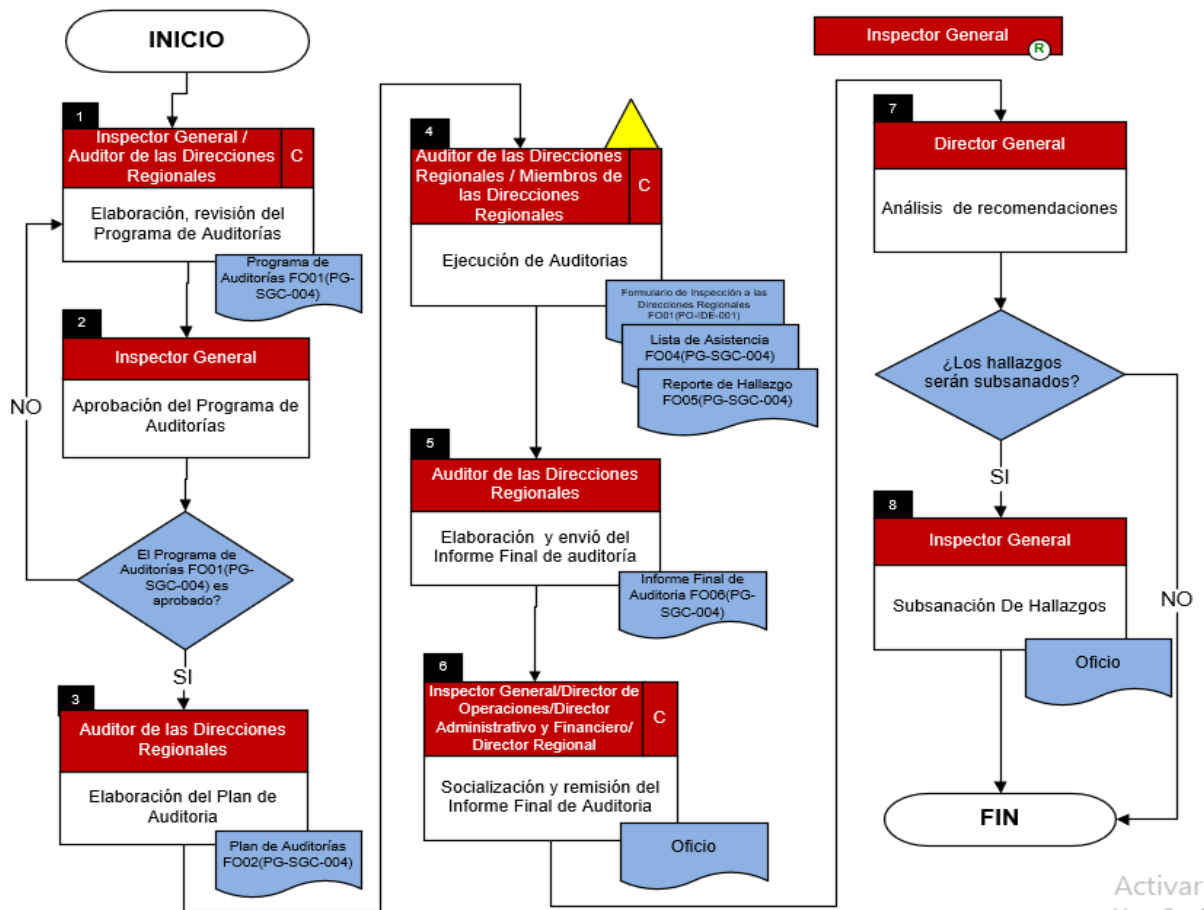 INICIO
1
Inspector General /
Auditor de las Direcciones
Regionales
C
Elaboración, revisión del
Programa de Auditorías
Programa de
Auditorías FO01(PG-
SGC-004)
2
Inspector General
Aprobación del Programa de
Auditorías
NO
El Programa de
Auditorías FO01(PG-
SGC-004) es
aprobado?
SI
3
Auditor de las Direcciones
Regionales
Elaboración del Plan de
Auditoria
Plan de Auditorías
FO02(PG-SGC-004)
4
Auditor de las Direcciones
Regionales / Miembros de
las Direcciones
Regionales
C
Ejecución de Auditorias
Formulario de Inspección a las
Direcciones Regionales
FO01(PO-IDE-001)
Lista de Asistencia
FO04(PG-SGC-004)
Reporte de Hallazgo
FO05(PG-SGC-004)
5
Auditor de las Direcciones
Regionales
Elaboración y envió del
Informe Final de auditoría
Informe Final de
Auditoria FO06(PG-
SGC-004)
6
Inspector General/Director de
Operaciones/Director
Administrativo y Financiero/
Director Regional
C
Socialización y remisión del
Informe Final de Auditoria
Oficio
Inspector General
R
7
Director General
Análisis de recomendaciones
¿Los hallazgos
serán subsanados?
SI
NO
8
Inspector General
Subsanación De Hallazgos
Oficio
FIN
Activar